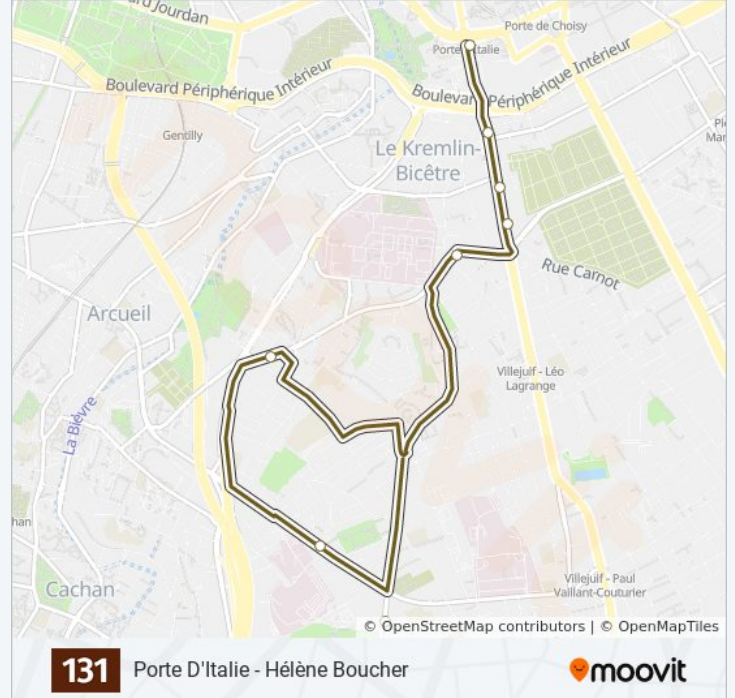 Jourdan
Porte de Choisy
Porte d'Italie
Boulevard Périphérique Intérieur
Boulevard Périphérique Intérieur
Gentilly
Le Kremlin-
Bicêtre
Rue Carnot
Arcueil
Villejuif - Léo
Lagrange
La Bièvre
Cachan
Villejuif - Paul
Vaillant-Couturier
© OpenStreetMap contributors | © OpenMapTiles
131 Porte D'Italie - Hélène Boucher moovit